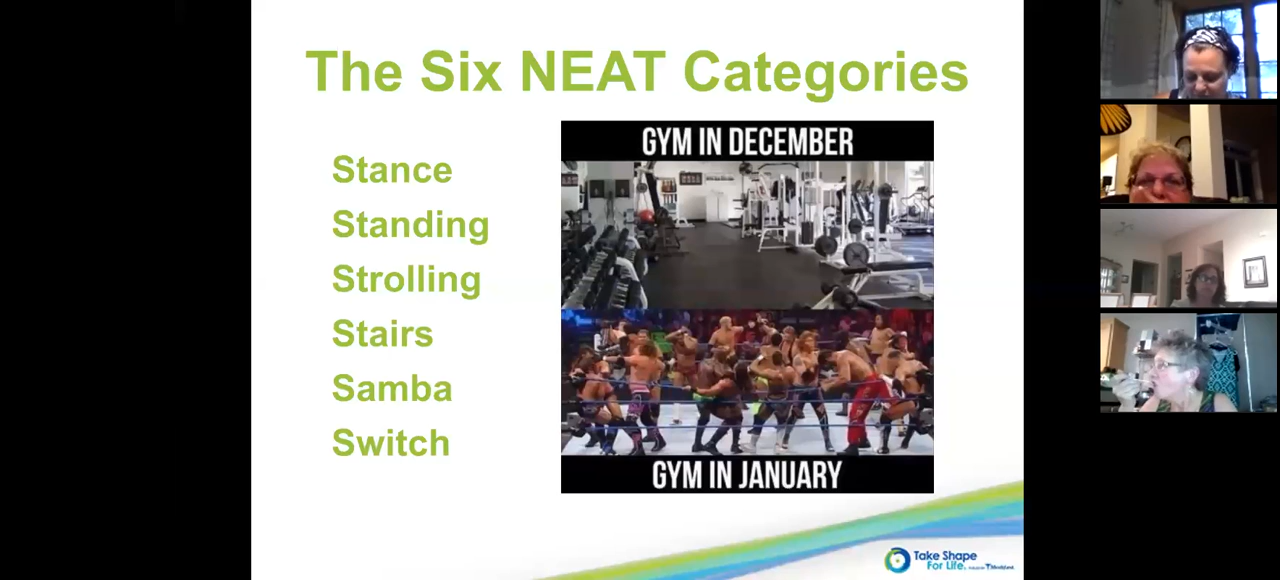 The Six NEAT Categories
Stance
Standing
Strolling
Stairs
Samba
Switch
GYM IN DECEMBER
GYM IN JANUARY
Take Shape
For Life.